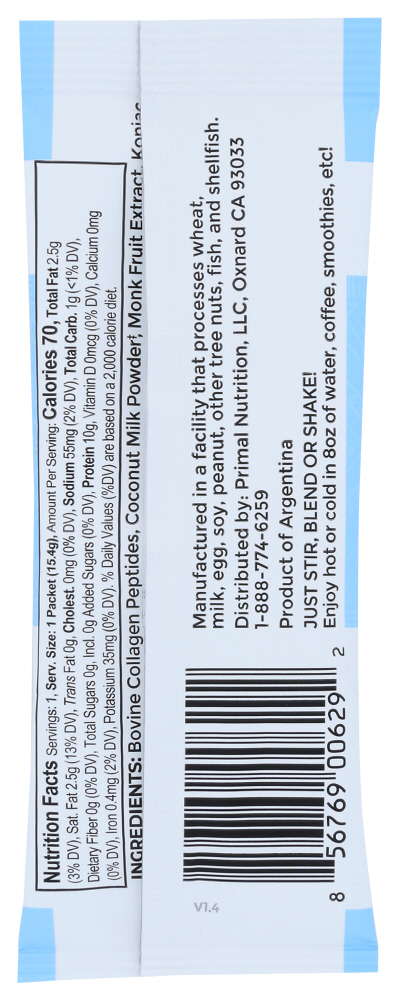 Nutrition Facts Servings: 1, Serv. Size: 1 Packet (15.4g), Amount Per Serving: Calories 70, Total Fat 2.5g
(3% DV), Sat. Fat 2.5g (13% DV), Trans Fat 0g, Cholest. 0mg (0% DV), Sodium 55mg (2% DV), Total Carb. 1g (<1% DV),
Dietary Fiber 0g (0% DV), Total Sugars 0g, Incl. 0g Added Sugars (0% DV), Protein 10g, Vitamin D 0mcg (0% DV), Calcium 0mg
(0% DV), Iron 0.4mg (2% DV), Potassium 35mg (0% DV). % Daily Values (%DV) are based on a 2,000 calorie diet.
INGREDIENTS: Bovine Collagen Peptides, Coconut Milk Powder†, Monk Fruit Extract, Konjac
Manufactured in a facility that processes wheat,
milk, egg, soy, peanut, other tree nuts, fish, and shellfish.
Distributed by: Primal Nutrition, LLC, Oxnard CA 93033
1-888-774-6259
Product of Argentina
JUST STIR, BLEND OR SHAKE!
Enjoy hot or cold in 8oz of water, coffee, smoothies, etc!
8 56769 00629 2
V1.4